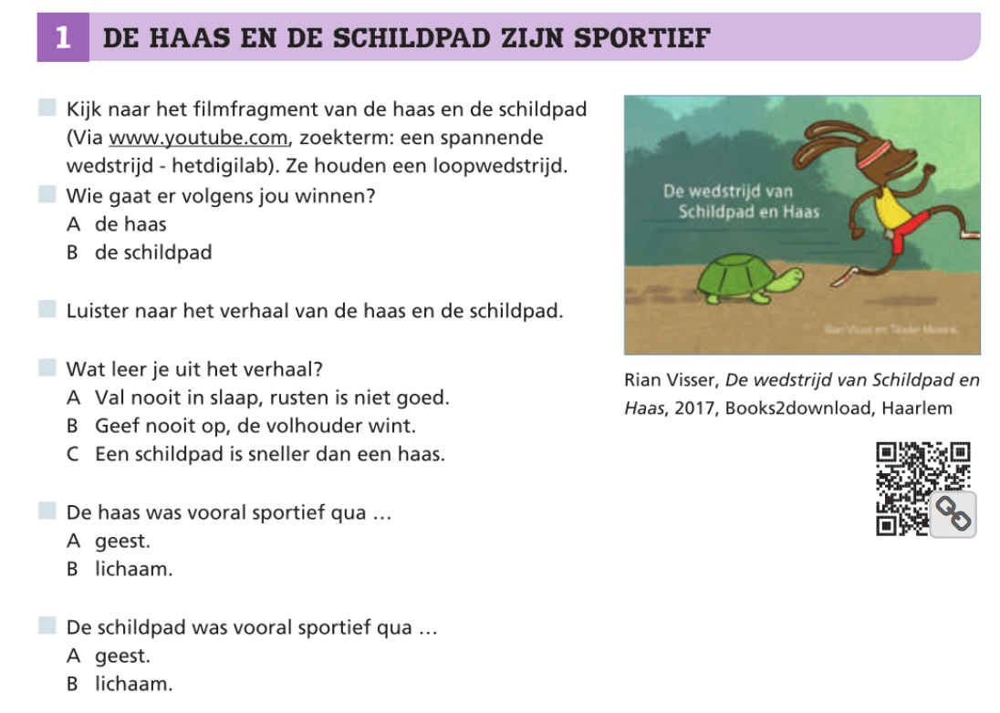 1 DE HAAS EN DE SCHILDPAD ZIJN SPORTIEF
Kijk naar het filmfragment van de haas en de schildpad
(Via www.youtube.com, zoekterm: een spannende
wedstrijd - hetdigilab). Ze houden een loopwedstrijd.
Wie gaat er volgens jou winnen?
A de haas
B de schildpad
Luister naar het verhaal van de haas en de schildpad.
Wat leer je uit het verhaal?
A Val nooit in slaap, rusten is niet goed.
B Geef nooit op, de volhouder wint.
C Een schildpad is sneller dan een haas.
De haas was vooral sportief qua …
A geest.
B lichaam.
De schildpad was vooral sportief qua …
A geest.
B lichaam.
De wedstrijd van
Schildpad en Haas
Rian Visser en Tineke Meirink
Rian Visser, De wedstrijd van Schildpad en
Haas, 2017, Books2download, Haarlem